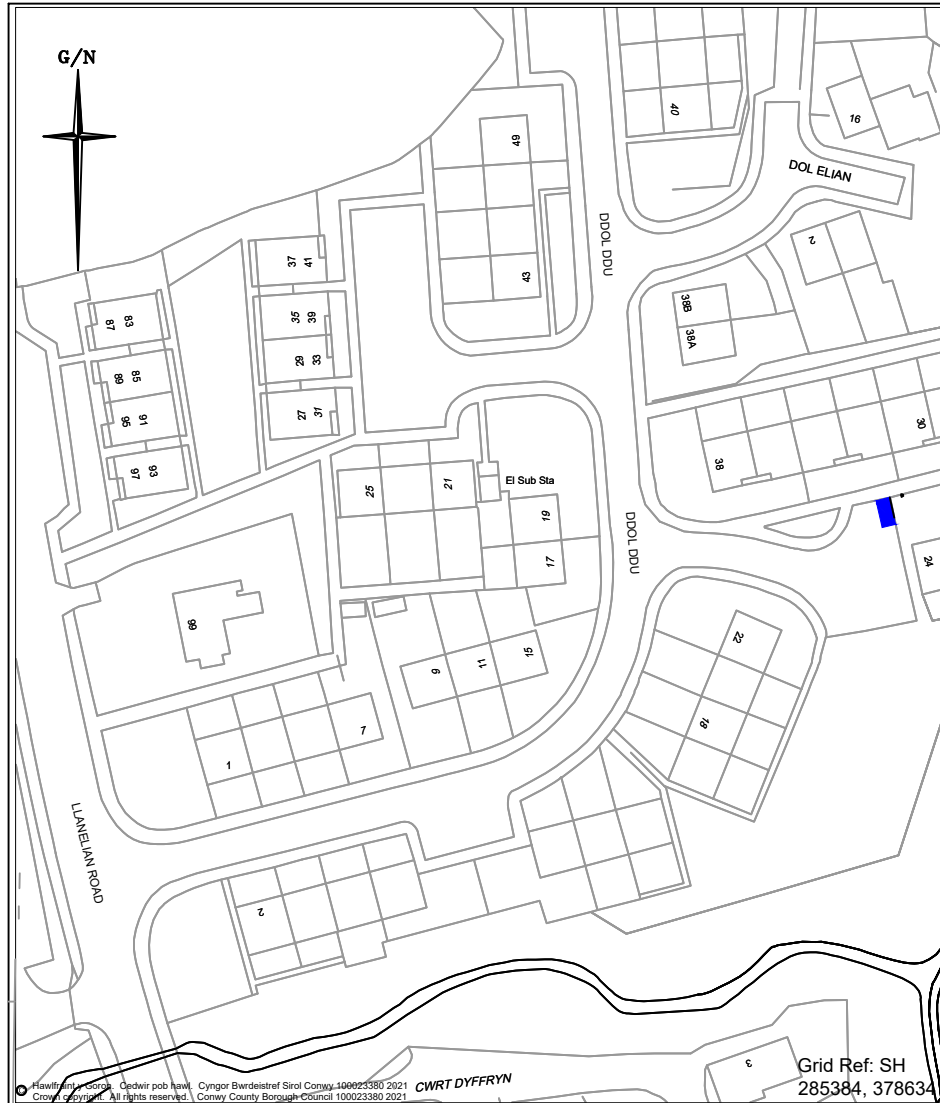 G/N
49
40
16
DOL ELIAN
DDOL DDU
2
37 41
43
35 39
38B
38A
87 83
29 33
89 85
27 31
95 91
30
38
97 93
25
21
El Sub Sta
19
17
DDOL DDU
24
99
22
9
11
15
18
7
1
LLANELIAN ROAD
2
3
CWRT DYFFRYN
Grid Ref: SH
285384, 378634
Hawlfraint y Goron. Cedwir pob hawl. Cyngor Bwrdeistref Sirol Conwy 100023380 2021
Crown copyright. All rights reserved. Conwy County Borough Council 100023380 2021